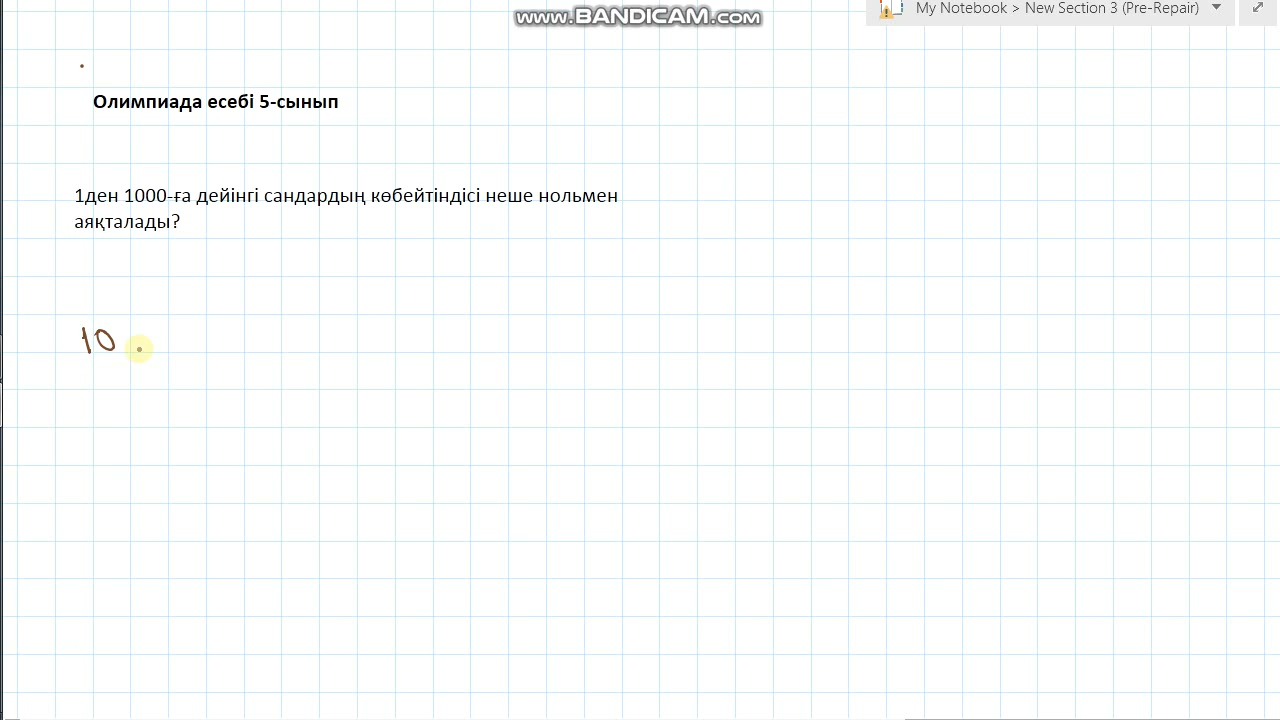 www.BANDICAM.com
My Notebook > New Section 3 (Pre-Repair)
Олимпиада есебі 5-сынып
1ден 1000-ға дейінгі сандардың көбейтіндісі неше нольмен
аяқталады?
10